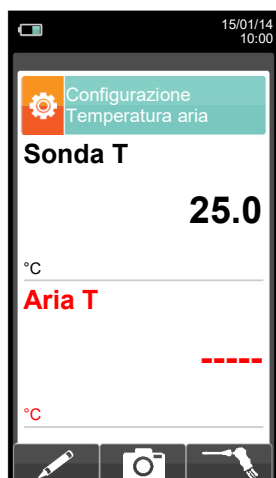 15/01/14
10:00
Configurazione
Temperatura aria
Sonda T
25.0
°C
Aria T
-----
°C